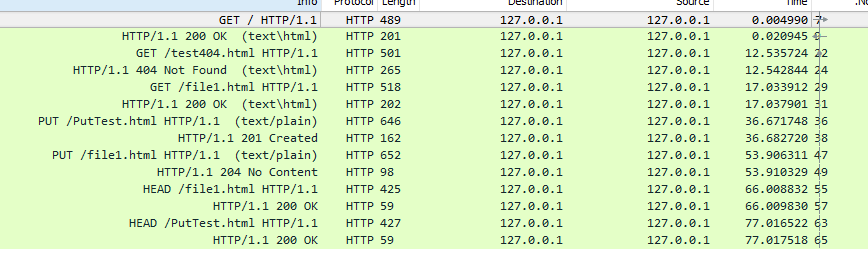 Info Protocol Length Destination Source Time .No
GET / HTTP/1.1 HTTP 489 127.0.0.1 127.0.0.1 0.004990 7
HTTP/1.1 200 OK (text\html) HTTP 201 127.0.0.1 127.0.0.1 0.020945 9
GET /test404.html HTTP/1.1 HTTP 501 127.0.0.1 127.0.0.1 12.535724 22
HTTP/1.1 404 Not Found (text\html) HTTP 265 127.0.0.1 127.0.0.1 12.542844 24
GET /file1.html HTTP/1.1 HTTP 518 127.0.0.1 127.0.0.1 17.033912 29
HTTP/1.1 200 OK (text\html) HTTP 202 127.0.0.1 127.0.0.1 17.037901 31
PUT /PutTest.html HTTP/1.1 (text/plain) HTTP 646 127.0.0.1 127.0.0.1 36.671748 36
HTTP/1.1 201 Created HTTP 162 127.0.0.1 127.0.0.1 36.682720 38
PUT /file1.html HTTP/1.1 (text/plain) HTTP 652 127.0.0.1 127.0.0.1 53.906311 47
HTTP/1.1 204 No Content HTTP 98 127.0.0.1 127.0.0.1 53.910329 49
HEAD /file1.html HTTP/1.1 HTTP 425 127.0.0.1 127.0.0.1 66.008832 55
HTTP/1.1 200 OK HTTP 59 127.0.0.1 127.0.0.1 66.009830 57
HEAD /PutTest.html HTTP/1.1 HTTP 427 127.0.0.1 127.0.0.1 77.016522 63
HTTP/1.1 200 OK HTTP 59 127.0.0.1 127.0.0.1 77.017518 65